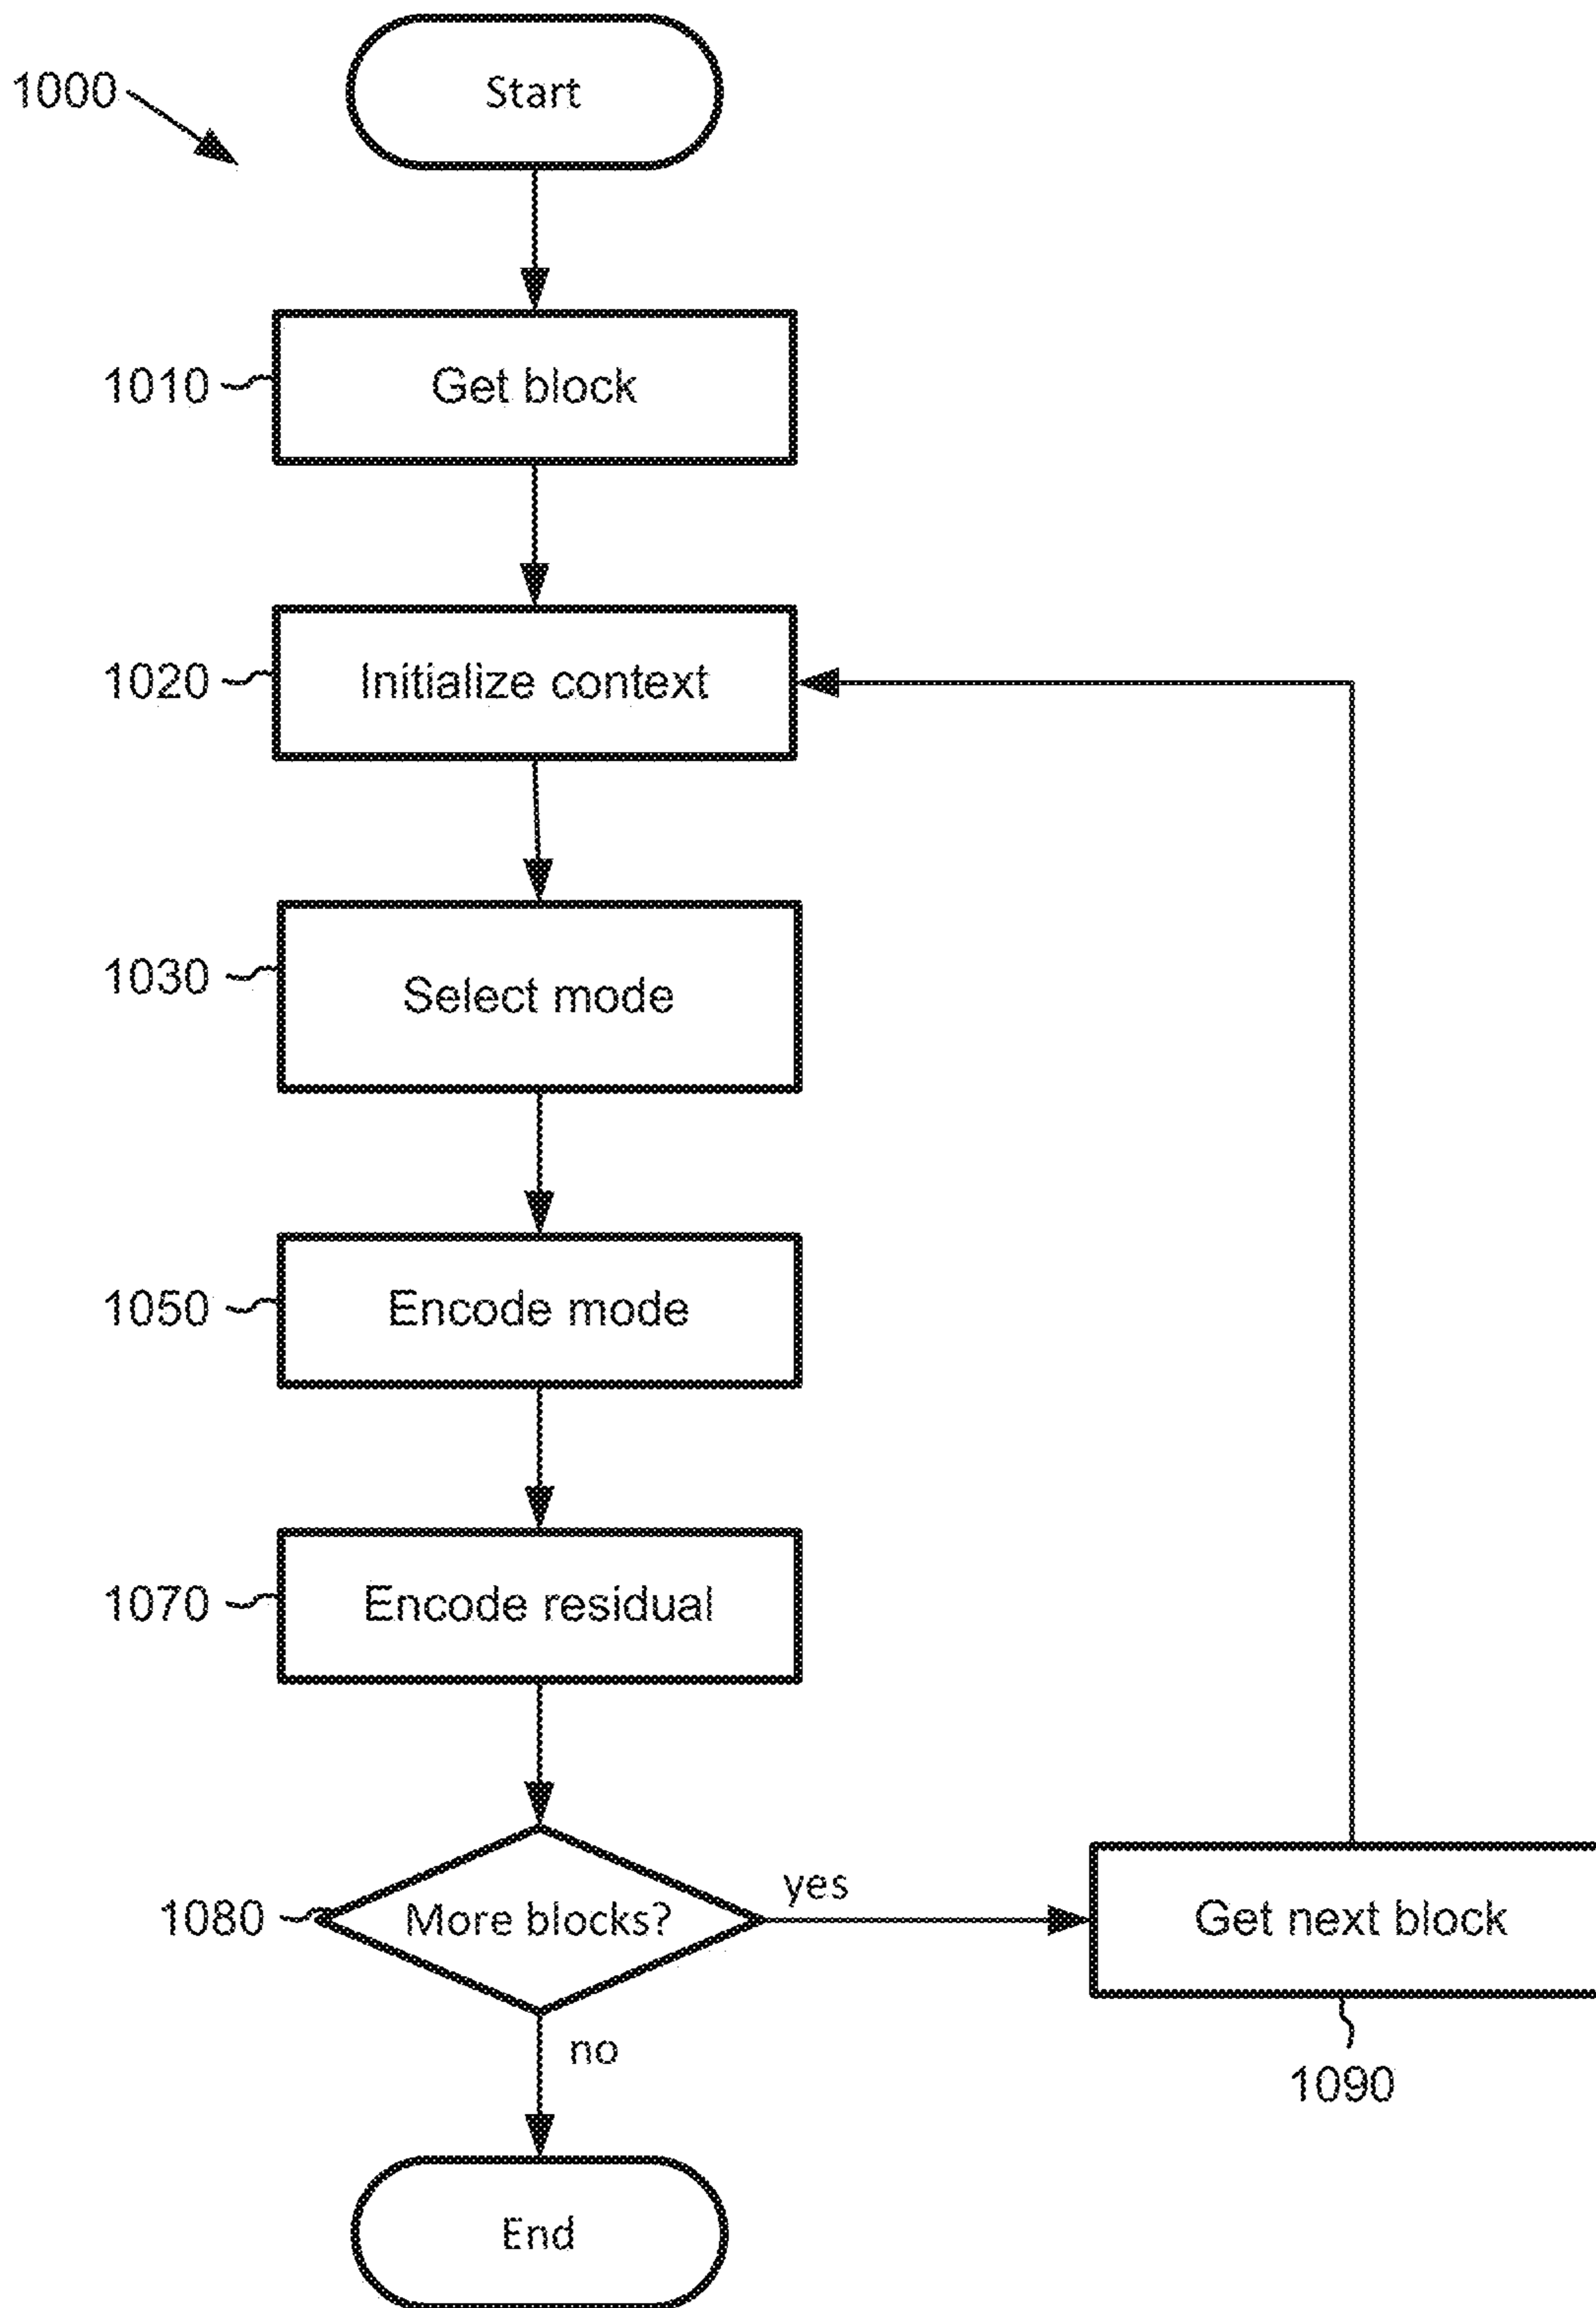 1000
Start
1010
Get block
1020
Initialize context
1030
Select mode
1050
Encode mode
1070
Encode residual
1080
More blocks?
yes
Get next block
no
1090
End